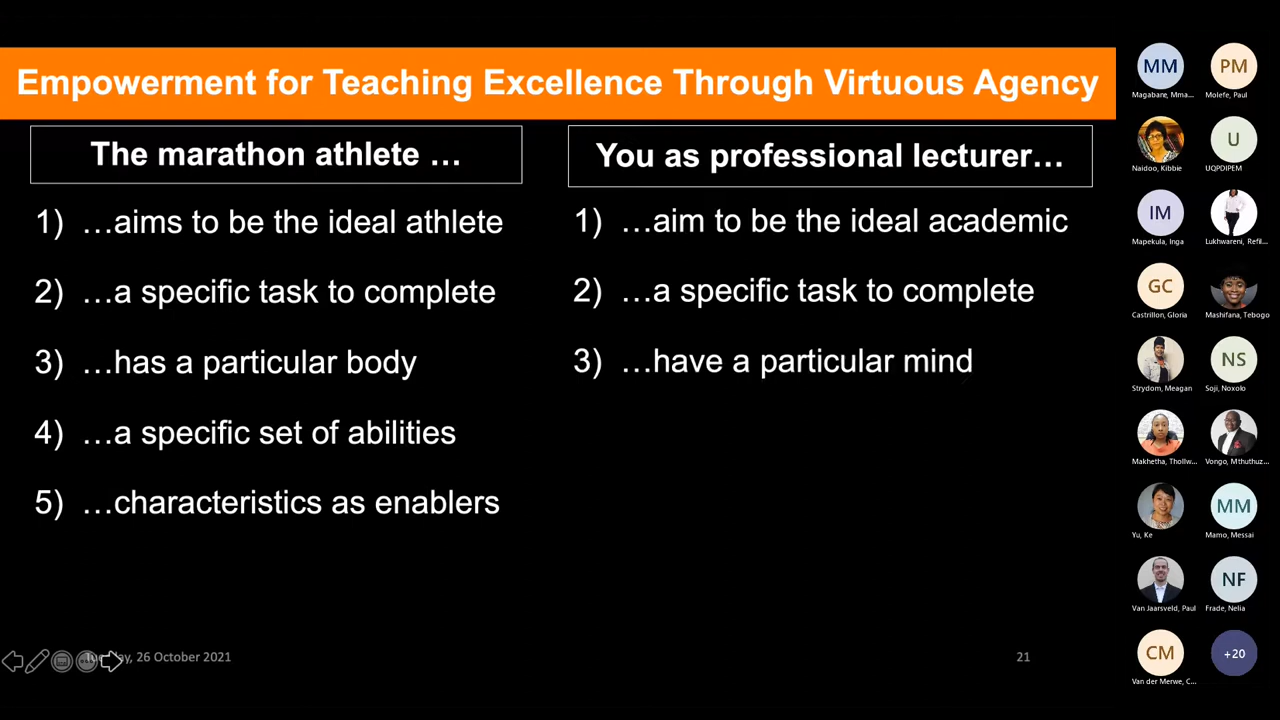 Empowerment for Teaching Excellence Through Virtuous Agency
The marathon athlete …
1) …aims to be the ideal athlete
2) …a specific task to complete
3) …has a particular body
4) …a specific set of abilities
5) …characteristics as enablers
You as professional lecturer…
1) …aim to be the ideal academic
2) …a specific task to complete
3) …have a particular mind
26 October 2021
21
MM
Magabane, Mma...
PM
Molefe, Paul
Naidoo, Kibbie
U
UQPDIPEM
IM
Mapekula, Inga
Lukhwareni, Refil...
GC
Castrillon, Gloria
Mashifana, Tebogo
Strydom, Meagan
NS
Soji, Noxolo
Makhetha, Thollw...
Vongo, Mthuthuz...
Yu, Ke
MM
Mamo, Messai
Van Jaarsveld, Paul
NF
Frade, Nelia
CM
Van der Merwe, C...
+20